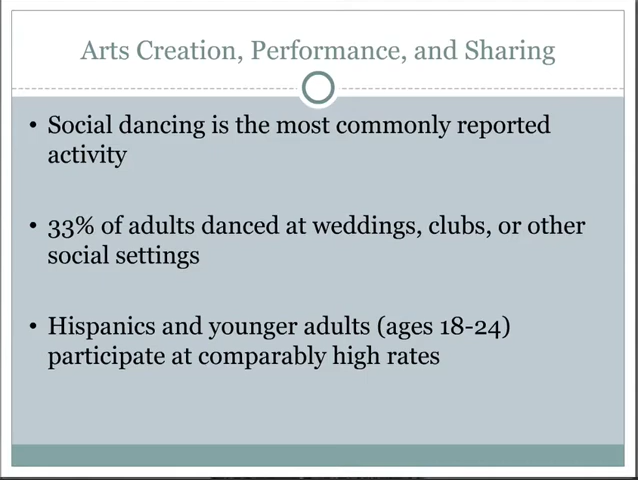 Arts Creation, Performance, and Sharing
• Social dancing is the most commonly reported
activity
• 33% of adults danced at weddings, clubs, or other
social settings
• Hispanics and younger adults (ages 18-24)
participate at comparably high rates